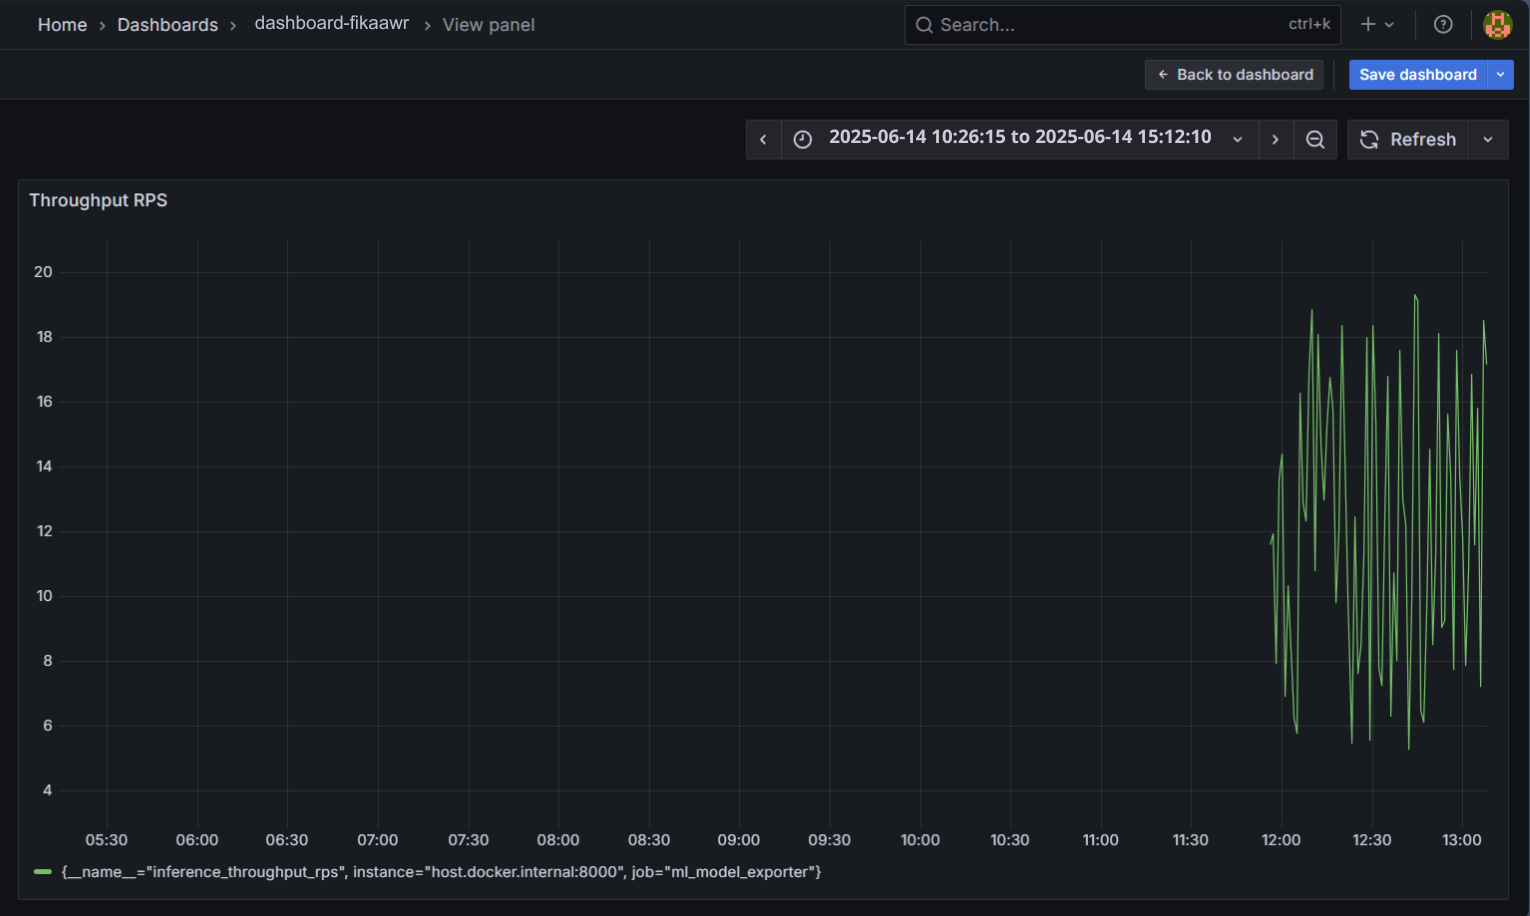 Home › Dashboards › dashboard-fikaawr › View panel Search... ctrl+k
← Back to dashboard Save dashboard
2025-06-14 10:26:15 to 2025-06-14 15:12:10 Refresh
Throughput RPS
20
18
16
14
12
10
8
6
4
05:30 06:00 06:30 07:00 07:30 08:00 08:30 09:00 09:30 10:00 10:30 11:00 11:30 12:00 12:30 13:00
{__name__="inference_throughput_rps", instance="host.docker.internal:8000", job="ml_model_exporter"}